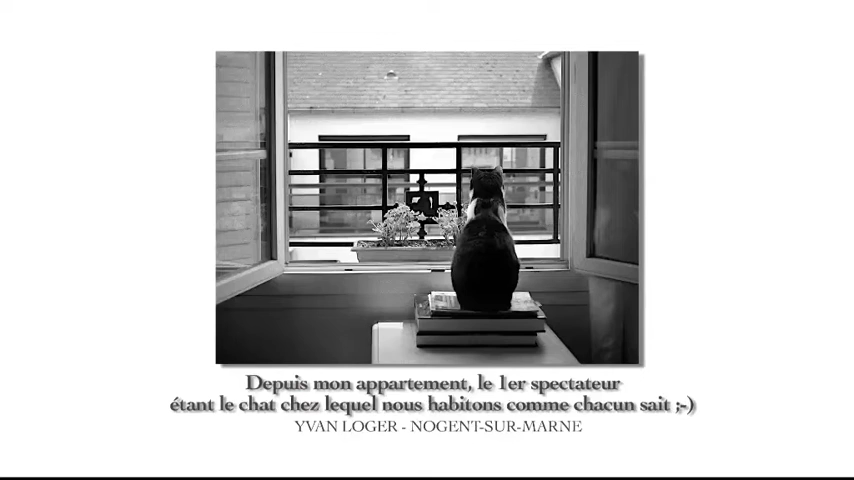 Depuis mon appartement, le 1er spectateur
étant le chat chez lequel nous habitons comme chacun sait ;-)
YVAN LOGER - NOGENT-SUR-MARNE